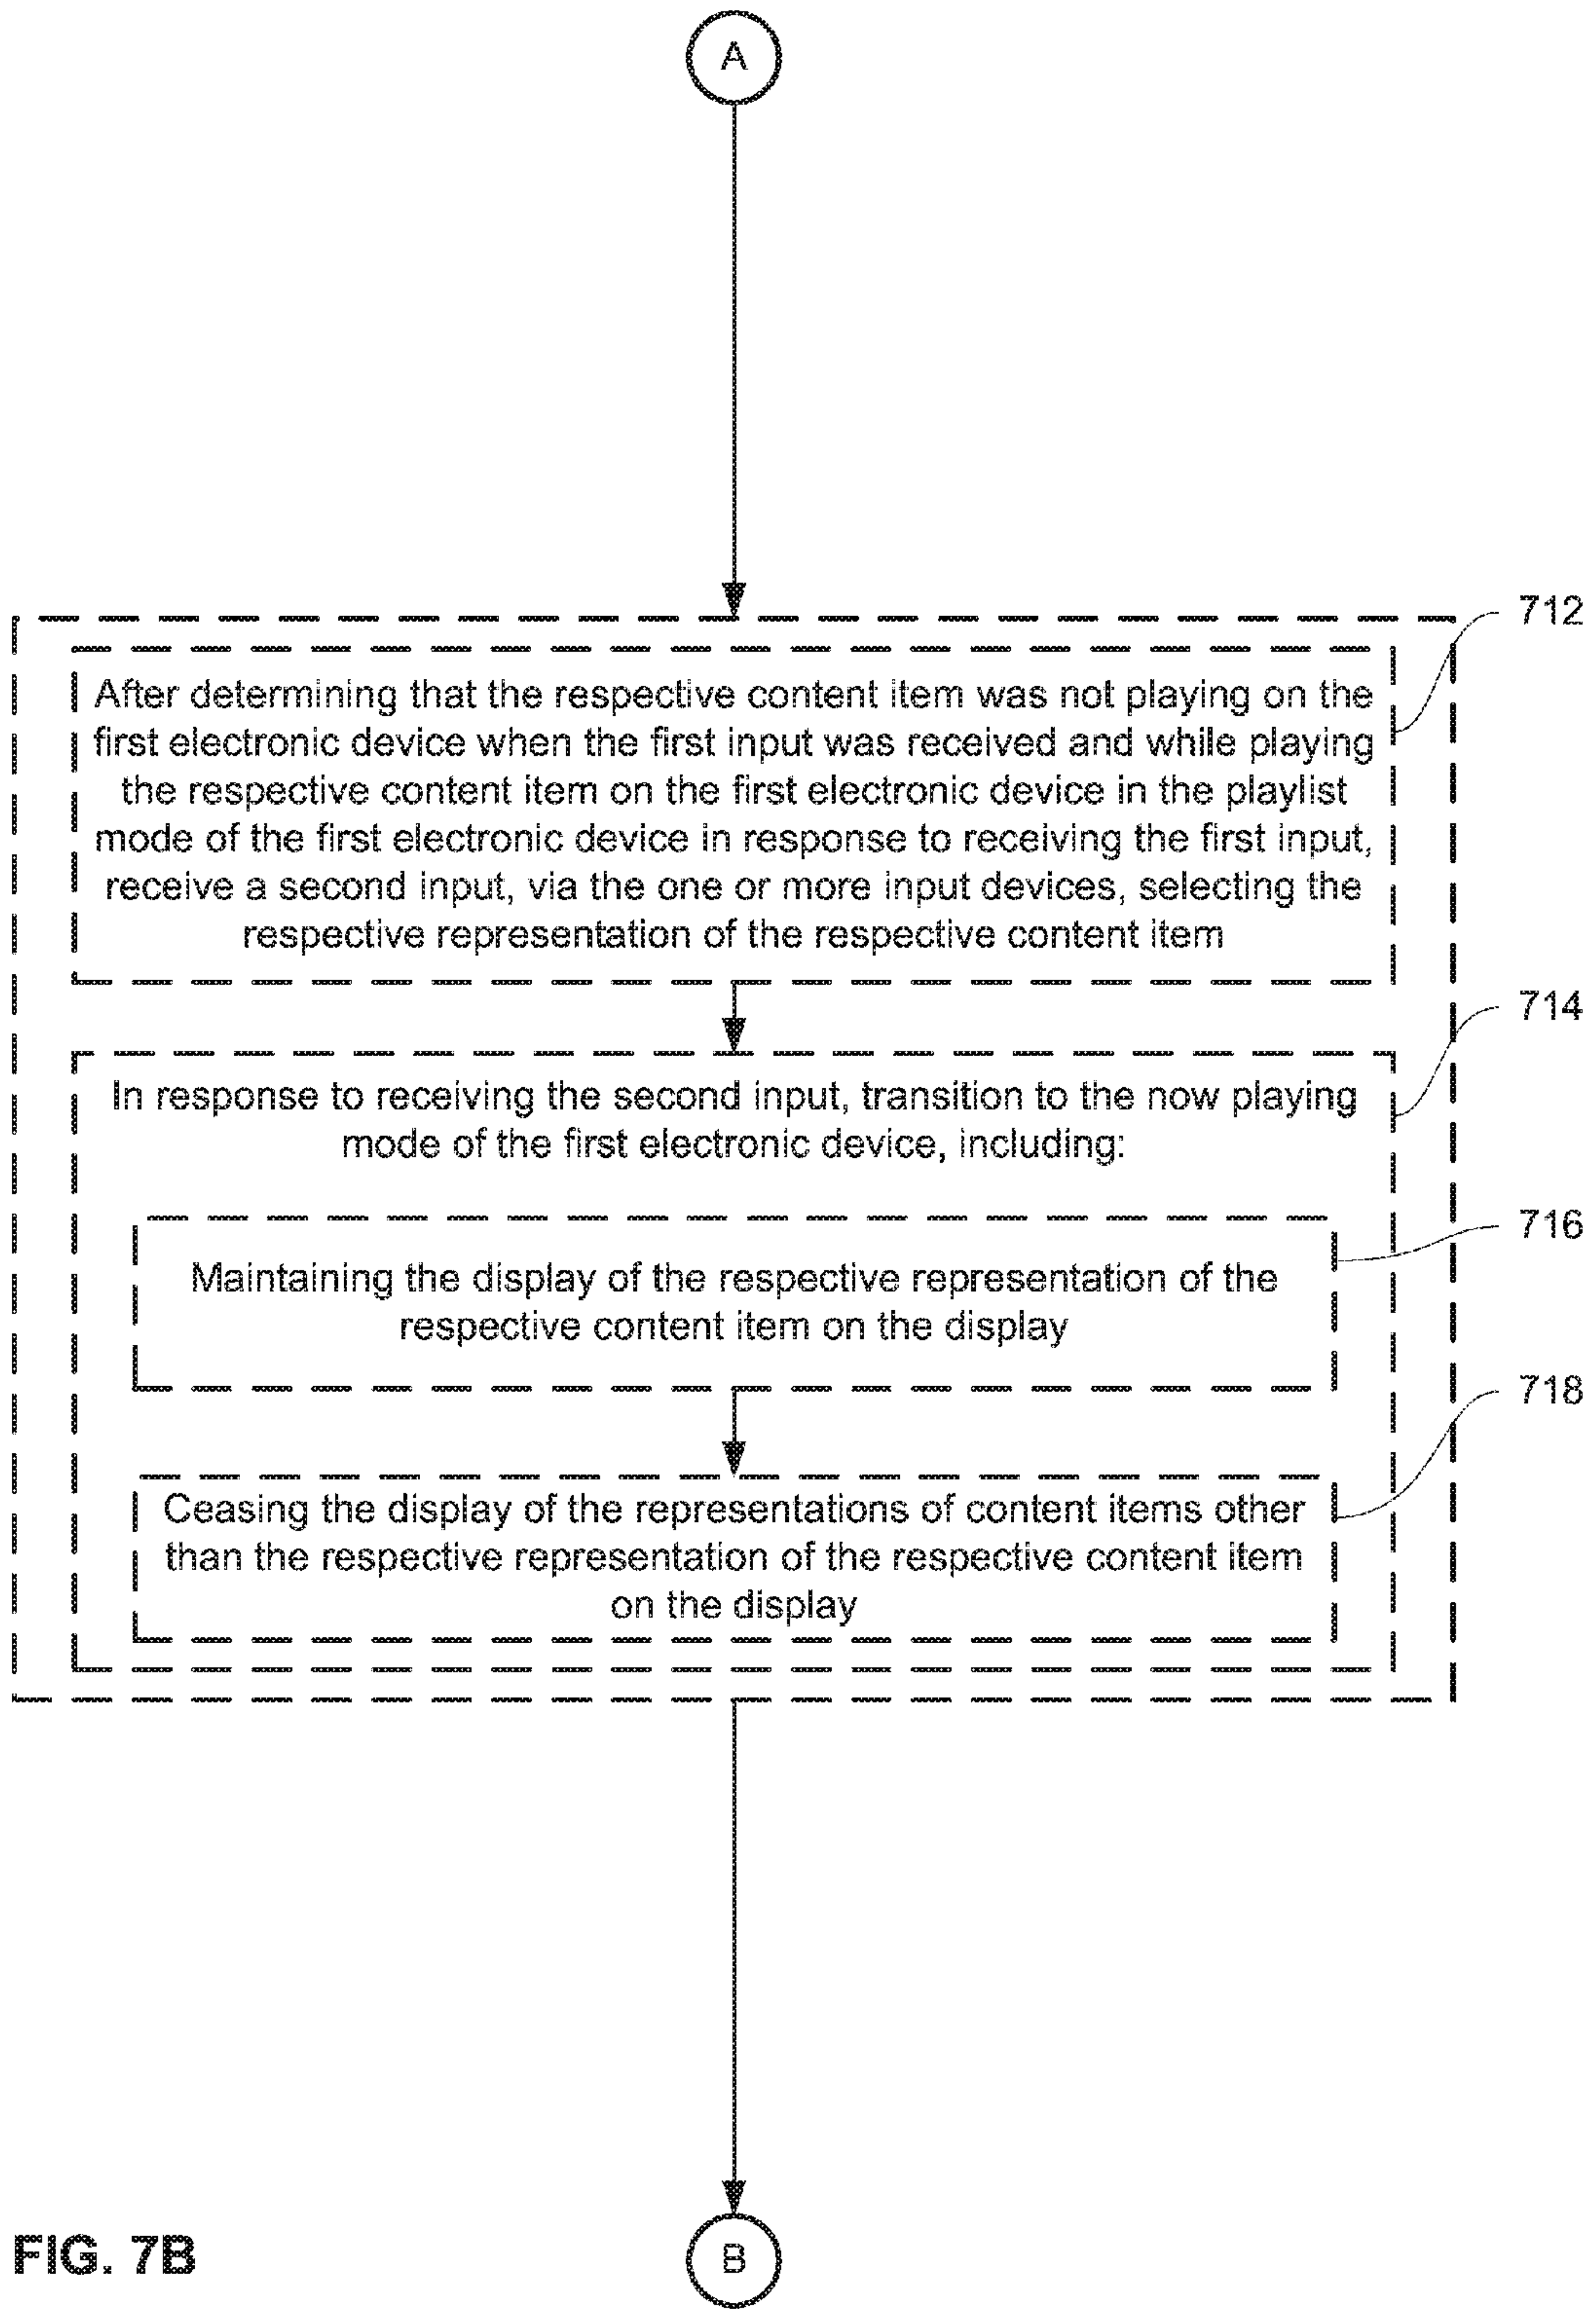 A
712
After determining that the respective content item was not playing on the
first electronic device when the first input was received and while playing
the respective content item on the first electronic device in the playlist
mode of the first electronic device in response to receiving the first input,
receive a second input, via the one or more input devices, selecting the
respective representation of the respective content item
714
In response to receiving the second input, transition to the now playing
mode of the first electronic device, including:
716
Maintaining the display of the respective representation of the
respective content item on the display
718
Ceasing the display of the representations of content items other
than the respective representation of the respective content item
on the display
FIG. 7B
B